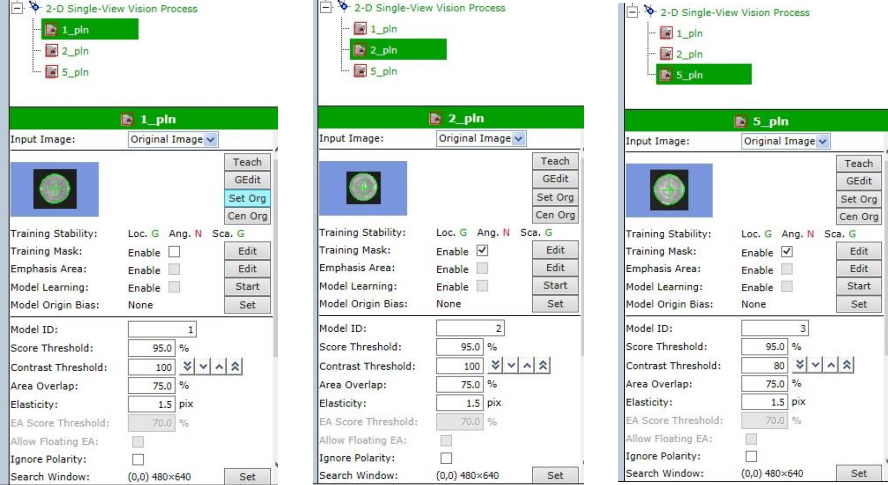 2-D Single-View Vision Process
1_pln
2_pln
5_pln
1_pln
Input Image: Original Image
Teach
GEdit
Set Org
Cen Org
Training Stability: Loc. G Ang. N Sca. G
Training Mask: Enable Edit
Emphasis Area: Enable Edit
Model Learning: Enable Start
Model Origin Bias: None Set
Model ID: 1
Score Threshold: 95.0 %
Contrast Threshold: 100
Area Overlap: 75.0 %
Elasticity: 1.5 pix
EA Score Threshold: 70.0 %
Allow Floating EA:
Ignore Polarity:
Search Window: (0,0) 480×640 Set
2-D Single-View Vision Process
1_pln
2_pln
5_pln
2_pln
Input Image: Original Image
Teach
GEdit
Set Org
Cen Org
Training Stability: Loc. G Ang. N Sca. G
Training Mask: Enable Edit
Emphasis Area: Enable Edit
Model Learning: Enable Start
Model Origin Bias: None Set
Model ID: 2
Score Threshold: 95.0 %
Contrast Threshold: 100
Area Overlap: 75.0 %
Elasticity: 1.5 pix
EA Score Threshold: 70.0 %
Allow Floating EA:
Ignore Polarity:
Search Window: (0,0) 480×640 Set
2-D Single-View Vision Process
1_pln
2_pln
5_pln
5_pln
Input Image: Original Image
Teach
GEdit
Set Org
Cen Org
Training Stability: Loc. G Ang. N Sca. G
Training Mask: Enable Edit
Emphasis Area: Enable Edit
Model Learning: Enable Start
Model Origin Bias: None Set
Model ID: 3
Score Threshold: 95.0 %
Contrast Threshold: 80
Area Overlap: 75.0 %
Elasticity: 1.5 pix
EA Score Threshold: 70.0 %
Allow Floating EA:
Ignore Polarity:
Search Window: (0,0) 480×640 Set